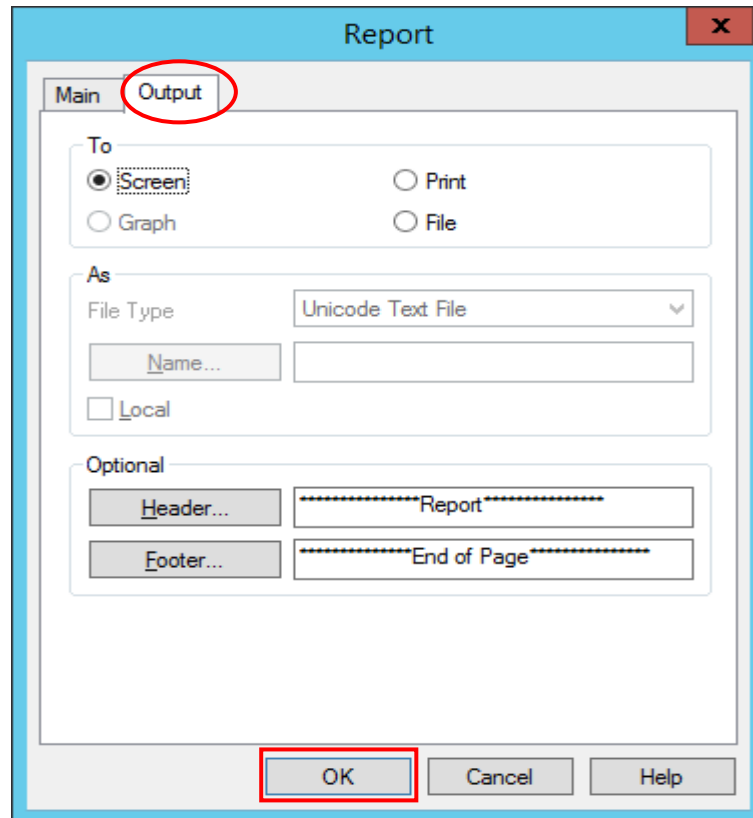 Report
x
Main Output
To
Screen Print
Graph File
As
File Type Unicode Text File
Name...
Local
Optional
Header... ***************Report***************
Footer... **************End of Page***************
OK Cancel Help